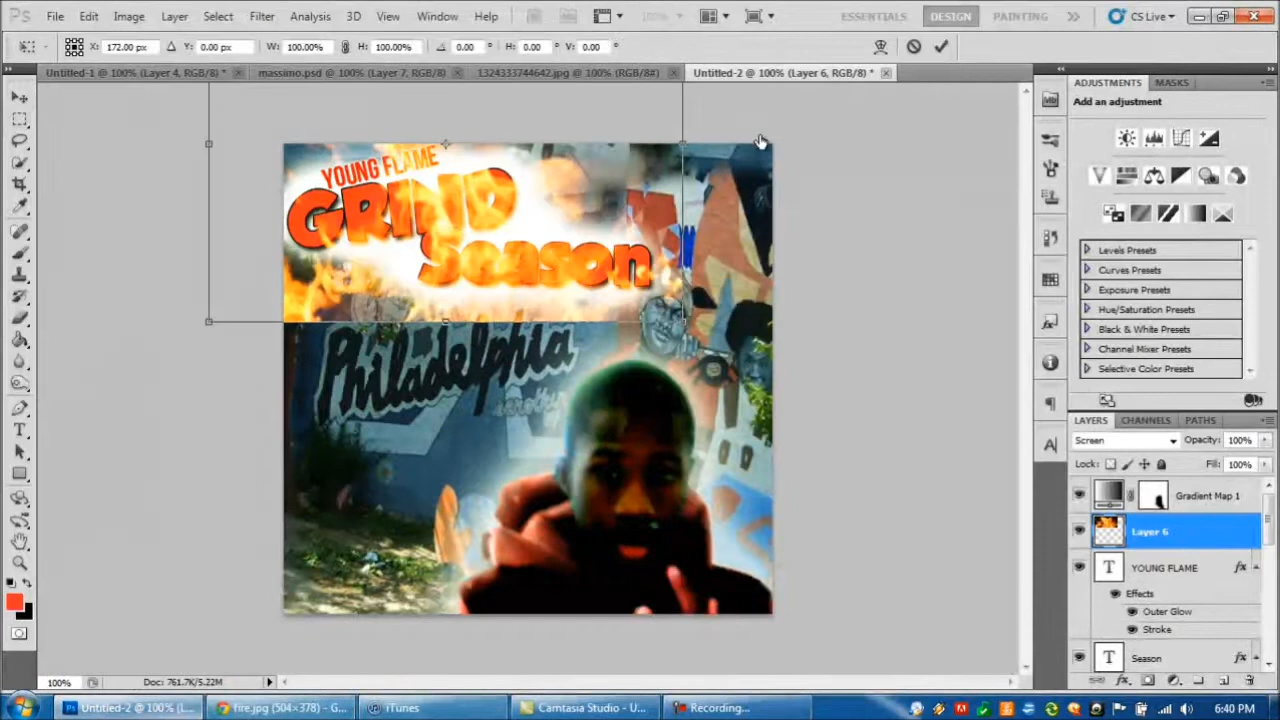 Ps File Edit Image Layer Select Filter Analysis 3D View Window Help 100% ESSENTIALS DESIGN PAINTING CS Live
X: 172.00 px Y: 0.00 px W: 100.00% H: 100.00% 0.00 ° H: 0.00 ° V: 0.00 °
Untitled-1 @ 100% (Layer 4, RGB/8) * massimo.psd @ 100% (Layer 7, RGB/8) 1324333744642.jpg @ 100% (RGB/8#) Untitled-2 @ 100% (Layer 6, RGB/8) *
ADJUSTMENTS MASKS
Add an adjustment
YOUNG FLAME
GRIND
Season
Philadelphia
Levels Presets
Curves Presets
Exposure Presets
Hue/Saturation Presets
Black & White Presets
Channel Mixer Presets
Selective Color Presets
LAYERS CHANNELS PATHS
Screen Opacity: 100%
Lock: Fill: 100%
Gradient Map 1
Layer 6
T YOUNG FLAME fx
Effects
Outer Glow
Stroke
T Season fx
100% Doc: 761.7K/5.22M
Untitled-2 @ 100% (L... fire.jpg (504×378) - G... iTunes Camtasia Studio - U... Recording... 6:40 PM